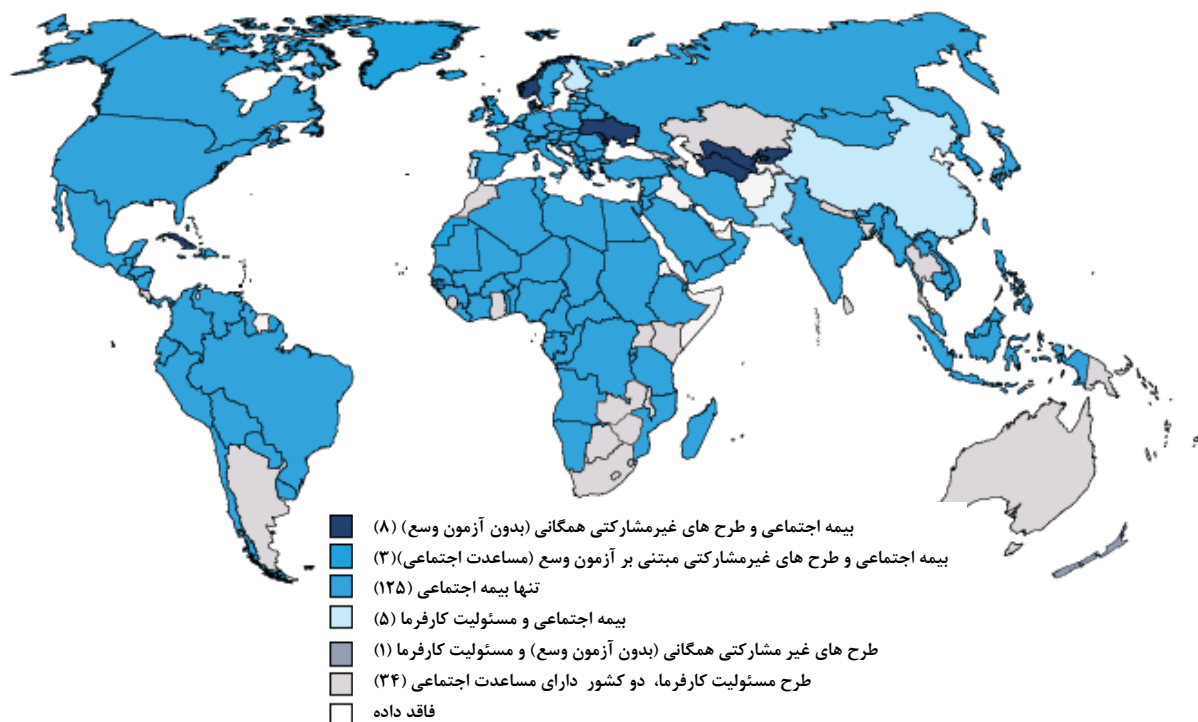 بیمه اجتماعی و طرح های غیرمشارکتی همگانی (بدون آزمون وسع) (۸)
بیمه اجتماعی و طرح های غیرمشارکتی مبتنی بر آزمون وسع (مساعدت اجتماعی)(۳)
تنها بیمه اجتماعی (۱۲۵)
بیمه اجتماعی و مسئولیت کارفرما (۵)
طرح های غیر مشارکتی همگانی (بدون آزمون وسع) و مسئولیت کارفرما (۱)
طرح مسئولیت کارفرما، دو کشور دارای مساعدت اجتماعی (۳۴)
فاقد داده